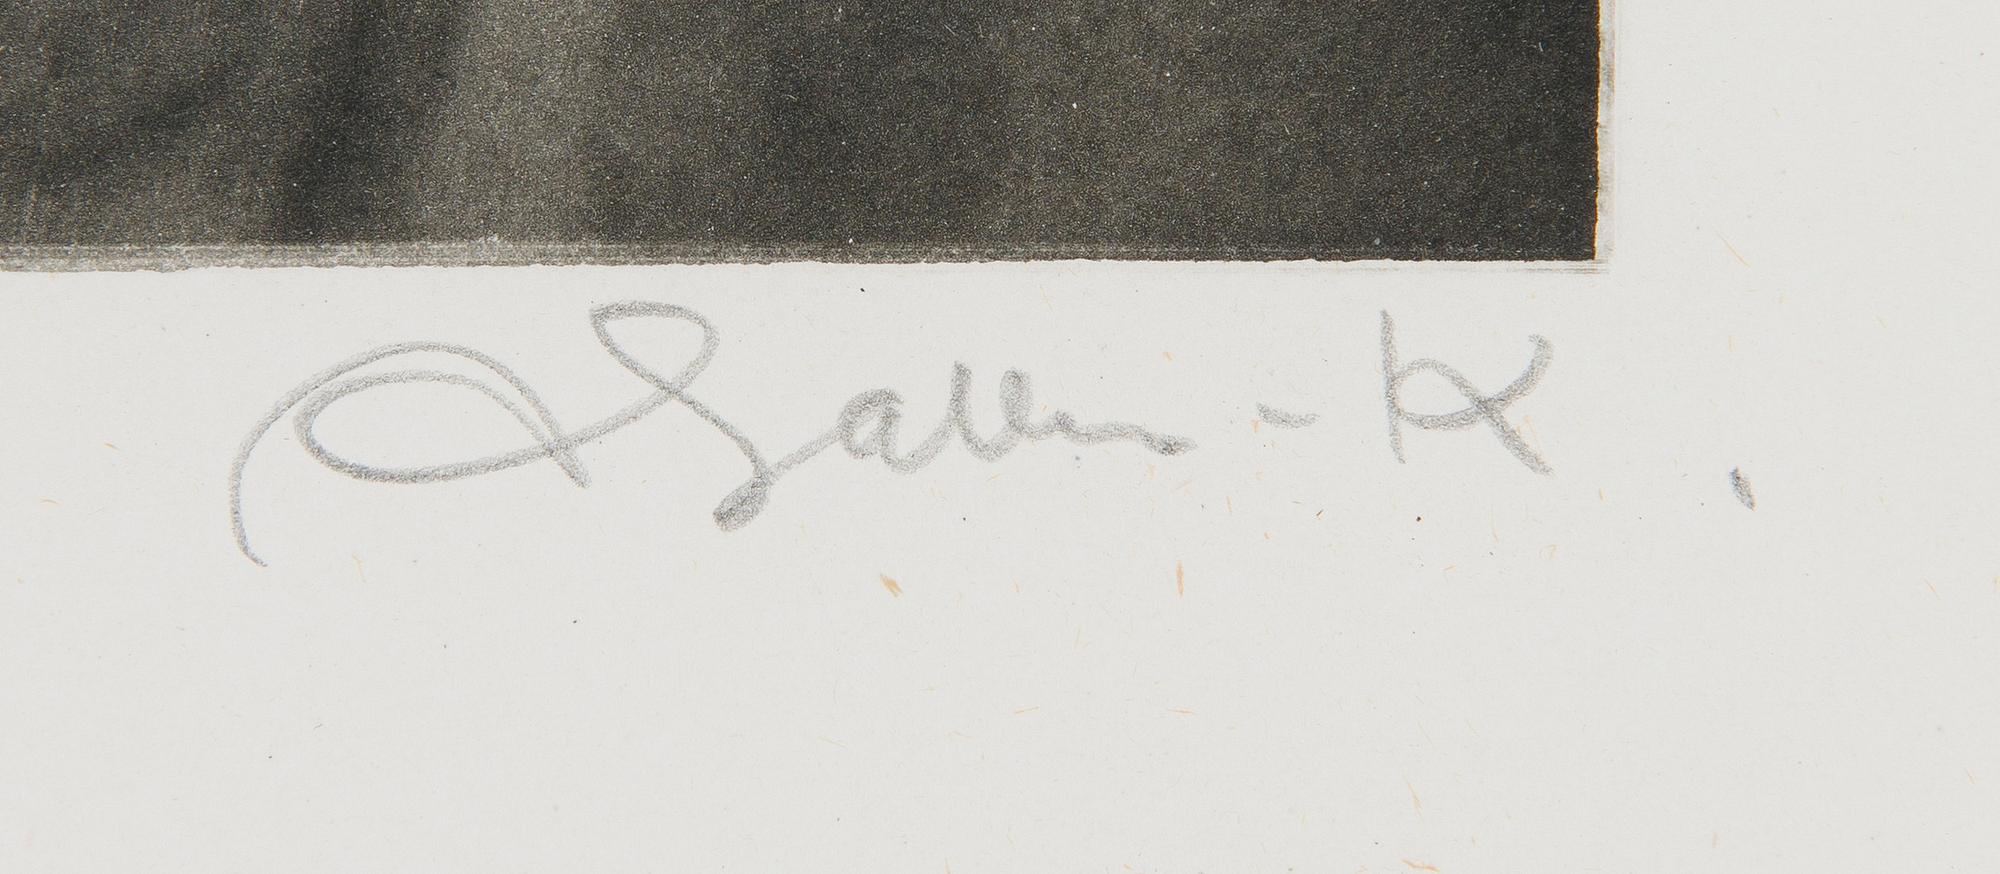 A Gallen - K.